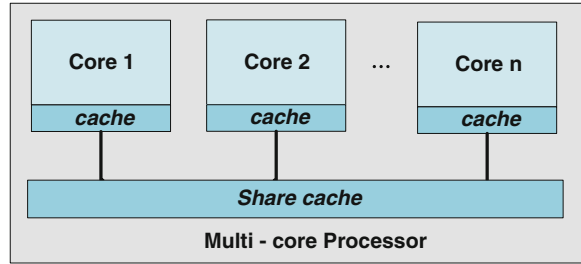 Core 1
Core 2
...
Core n
cache
cache
cache
Share cache
Multi - core Processor